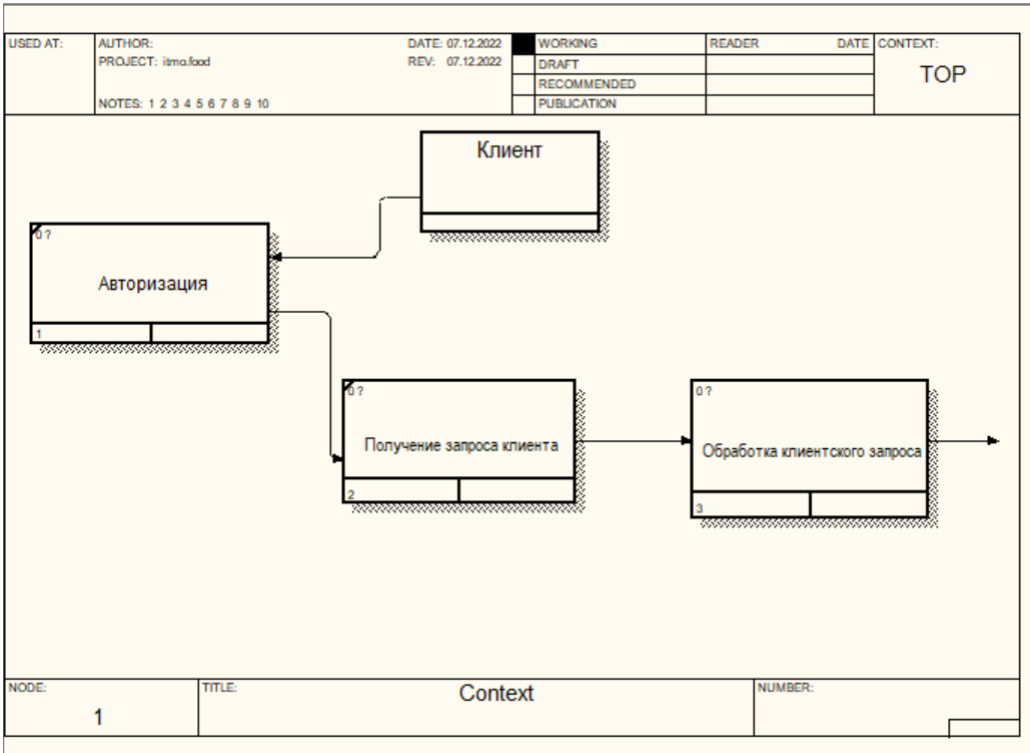 USED AT:
AUTHOR:
DATE: 07.12.2022
WORKING
READER
DATE
CONTEXT:
PROJECT: itmo.food
REV: 07.12.2022
DRAFT
TOP
RECOMMENDED
NOTES: 1 2 3 4 5 6 7 8 9 10
PUBLICATION
Клиент
0 ?
Авторизация
1
0 ?
Получение запроса клиента
2
0 ?
Обработка клиентского запроса
3
NODE:
1
TITLE:
Context
NUMBER: